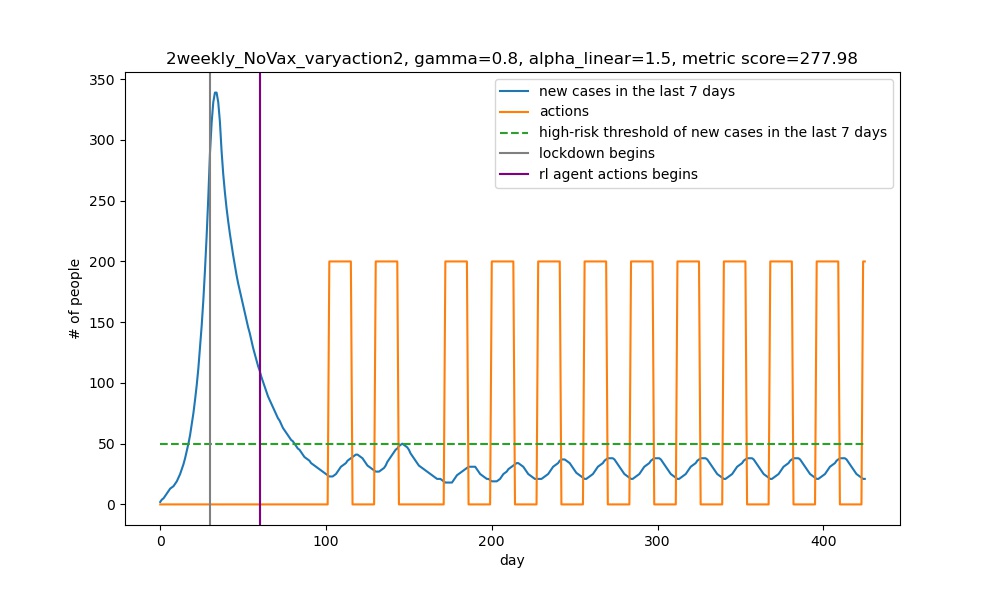 2weekly_NoVax_varyaction2, gamma=0.8, alpha_linear=1.5, metric score=277.98
new cases in the last 7 days
actions
high-risk threshold of new cases in the last 7 days
lockdown begins
rl agent actions begins
# of people
350
300
250
200
150
100
50
0
0 100 200 300 400
day